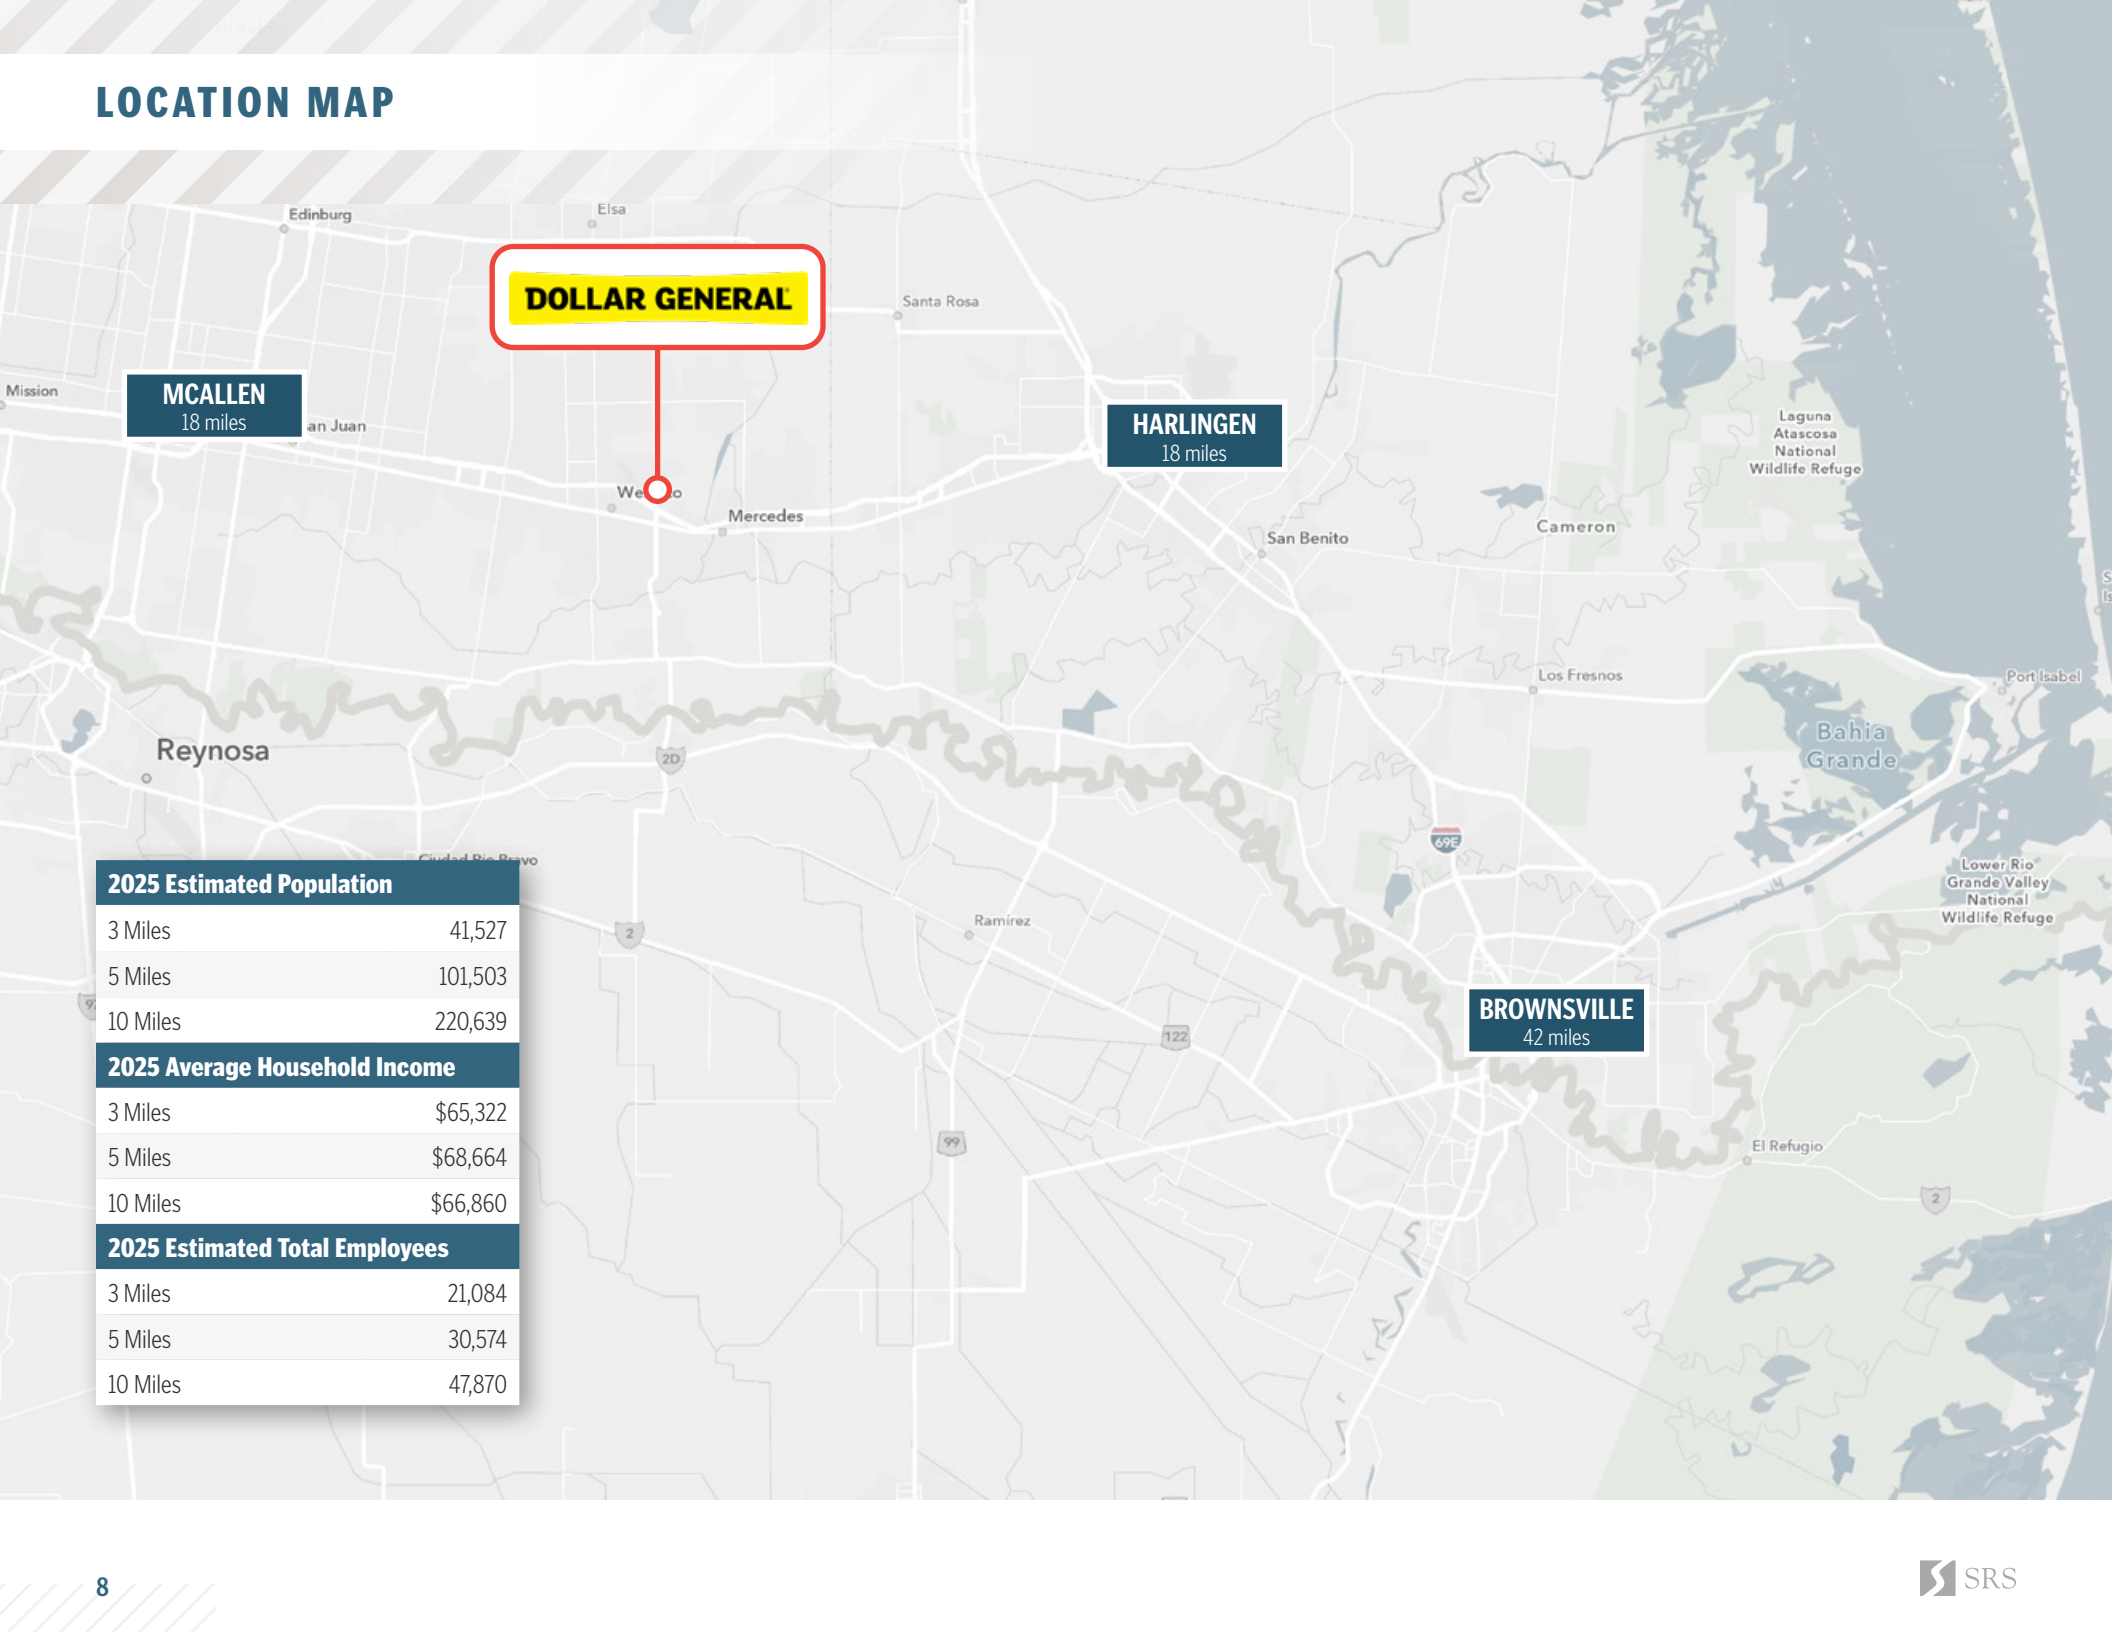 LOCATION MAP
Edinburg
Elsa
DOLLAR GENERAL
Santa Rosa
Mission
MCALLEN
18 miles
an Juan
HARLINGEN
18 miles
Laguna
Atascosa
National
Wildlife Refuge
Mercedes
Cameron
San Benito
Los Fresnos
Port Isabel
Bahia
Grande
Reynosa
2D
69E
Lower Rio
Grande Valley
National
Wildlife Refuge
2025 Estimated Population
3 Miles 41,527
5 Miles 101,503
10 Miles 220,639
2025 Average Household Income
3 Miles $65,322
5 Miles $68,664
10 Miles $66,860
2025 Estimated Total Employees
3 Miles 21,084
5 Miles 30,574
10 Miles 47,870
2
Ramírez
BROWNSVILLE
42 miles
122
99
El Refugio
2
8
SRS